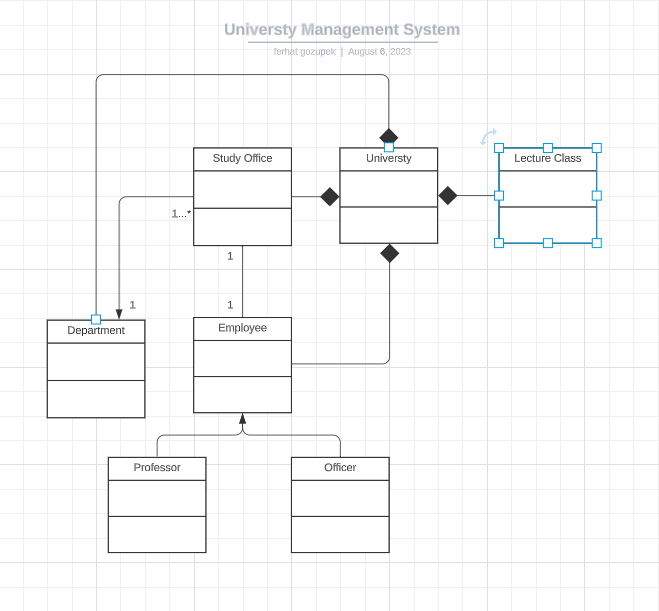 Universty Management System
ferhat gozupek | August 6, 2023
Study Office
Universty
Lecture Class
1...*
1
1
1
Department
Employee
Professor
Officer